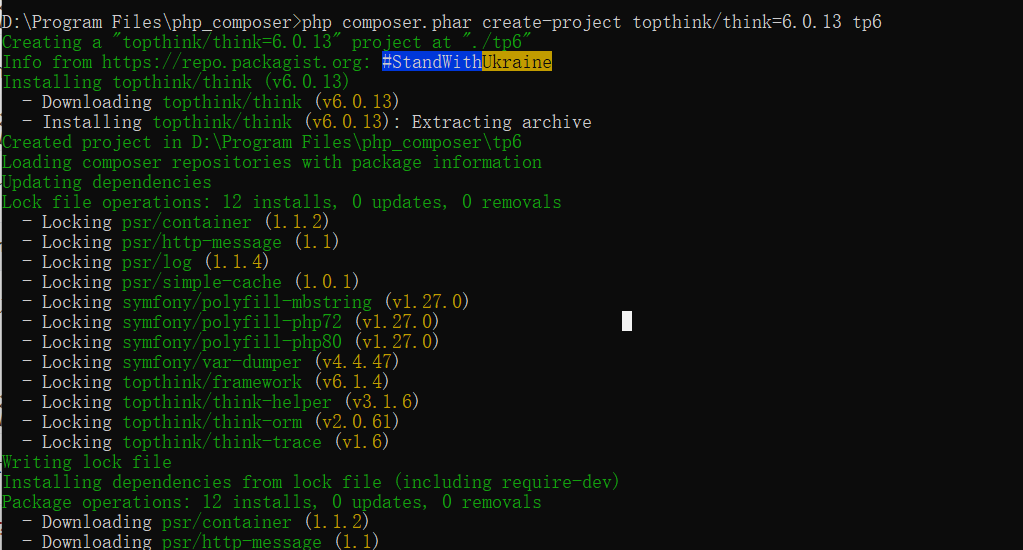 D:\Program Files\php_composer>php composer.phar create-project topthink/think=6.0.13 tp6
Creating a "topthink/think=6.0.13" project at "./tp6"
Info from https://repo.packagist.org: #StandWithUkraine
Installing topthink/think (v6.0.13)
  - Downloading topthink/think (v6.0.13)
  - Installing topthink/think (v6.0.13): Extracting archive
Created project in D:\Program Files\php_composer\tp6
Loading composer repositories with package information
Updating dependencies
Lock file operations: 12 installs, 0 updates, 0 removals
  - Locking psr/container (1.1.2)
  - Locking psr/http-message (1.1)
  - Locking psr/log (1.1.4)
  - Locking psr/simple-cache (1.0.1)
  - Locking symfony/polyfill-mbstring (v1.27.0)
  - Locking symfony/polyfill-php72 (v1.27.0)
  - Locking symfony/polyfill-php80 (v1.27.0)
  - Locking symfony/var-dumper (v4.4.47)
  - Locking topthink/framework (v6.1.4)
  - Locking topthink/think-helper (v3.1.6)
  - Locking topthink/think-orm (v2.0.61)
  - Locking topthink/think-trace (v1.6)
Writing lock file
Installing dependencies from lock file (including require-dev)
Package operations: 12 installs, 0 updates, 0 removals
  - Downloading psr/container (1.1.2)
  - Downloading psr/http-message (1.1)